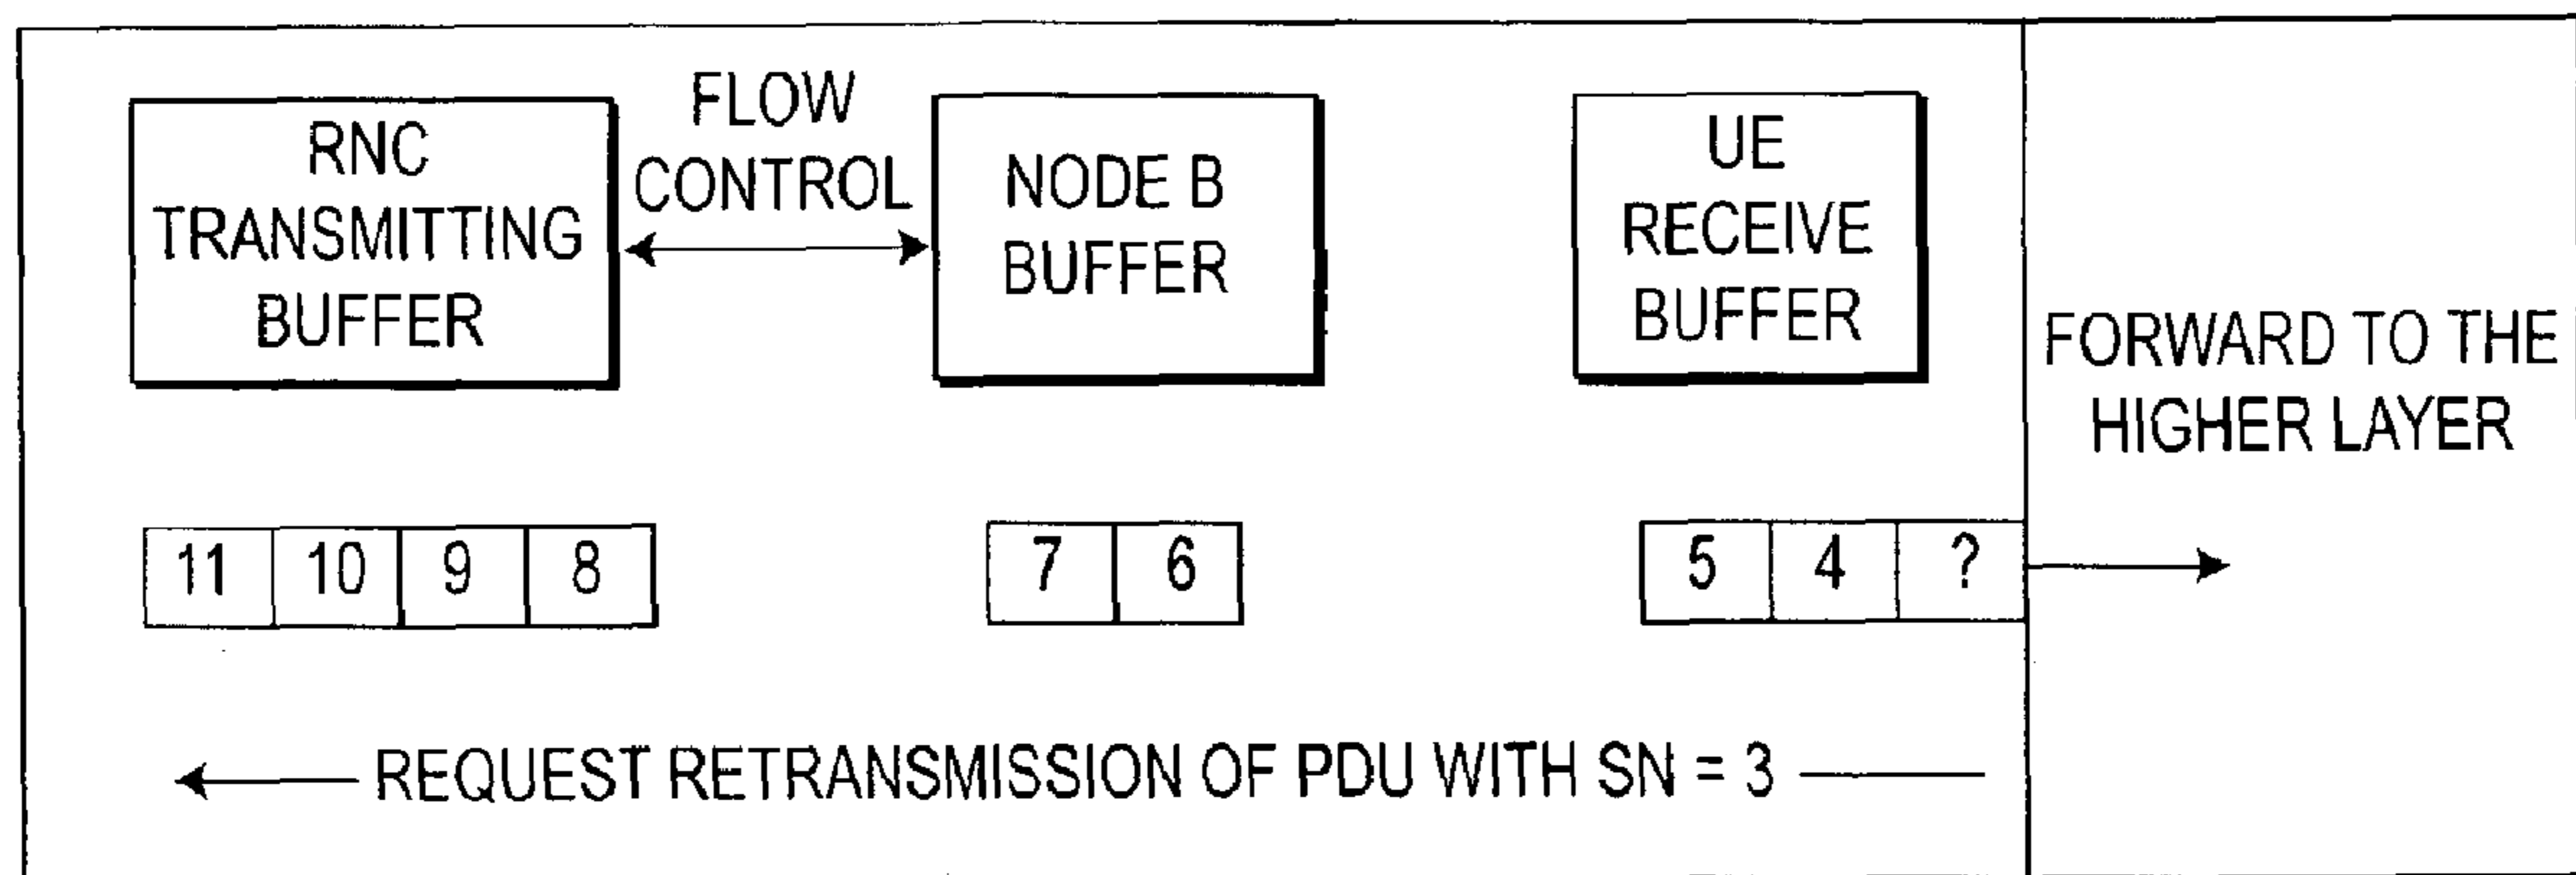 RNC
TRANSMITTING
BUFFER
FLOW
CONTROL
NODE B
BUFFER
UE
RECEIVE
BUFFER
FORWARD TO THE
HIGHER LAYER
11 10 9 8
7 6
5 4 ?
REQUEST RETRANSMISSION OF PDU WITH SN = 3